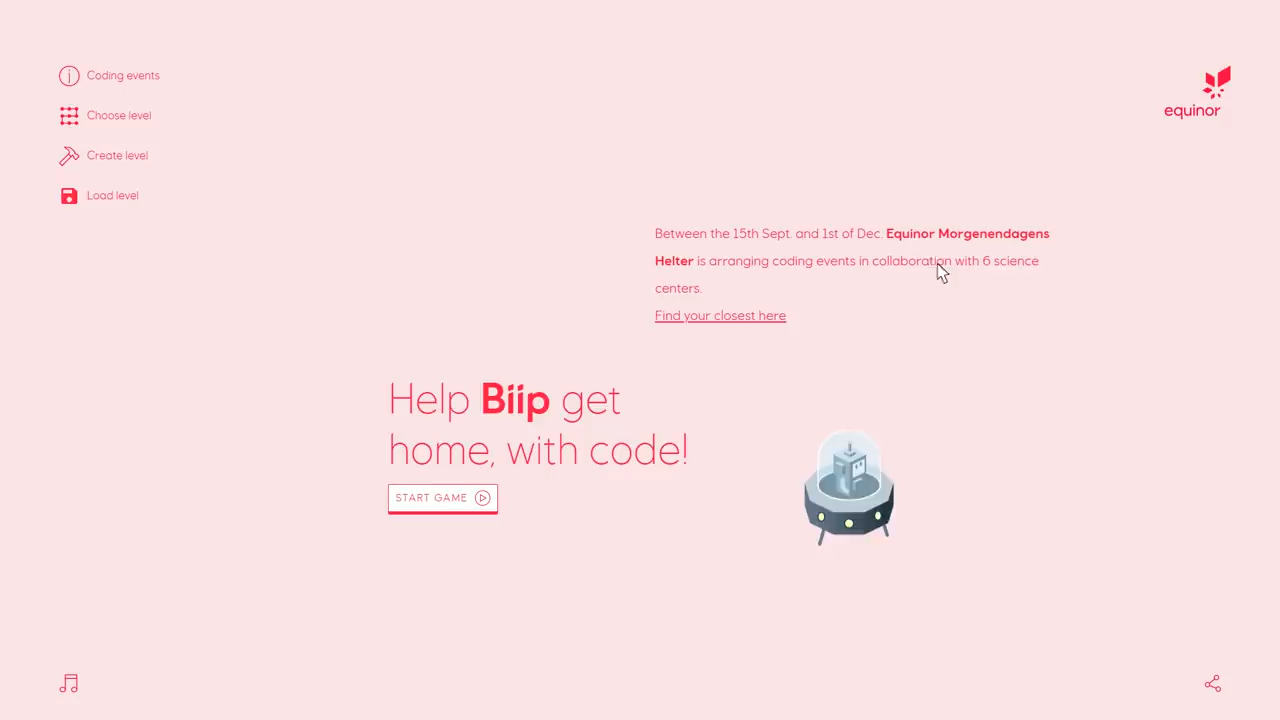 Coding events
Choose level
Create level
Load level
equinor
Between the 15th Sept. and 1st of Dec. Equinor Morgenendagens
Helter is arranging coding events in collaboration with 6 science
centers.
Find your closest here
Help Biip get
home, with code!
START GAME